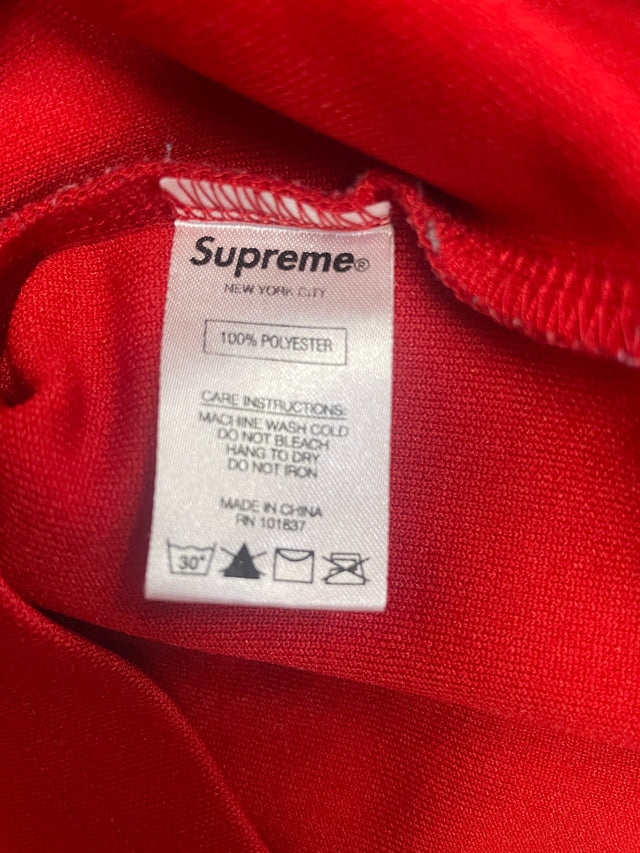 Supreme®
NEW YORK CITY
100% POLYESTER
CARE INSTRUCTIONS:
MACHINE WASH COLD
DO NOT BLEACH
HANG TO DRY
DO NOT IRON
MADE IN CHINA
RN 101837
30°